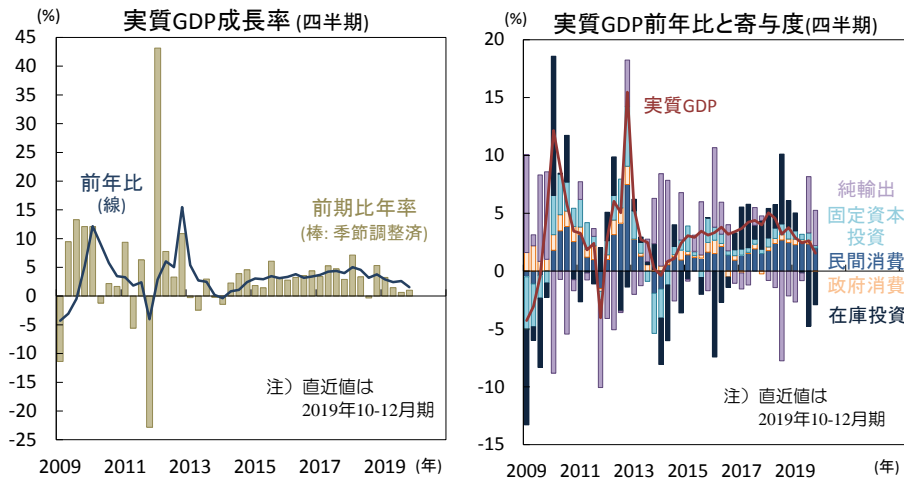 実質GDP成長率 (四半期)
(%)
45
40
35
30
25
20
15
10
5
0
-5
-10
-15
-20
-25
前年比
(線)
前期比年率
(棒: 季節調整済)
注) 直近値は
2019年10-12月期
2009 2011 2013 2015 2017 2019 (年)
実質GDP前年比と寄与度(四半期)
(%)
20
15
10
5
0
-5
-10
-15
実質GDP
純輸出
固定資本
投資
民間消費
政府消費
在庫投資
注) 直近値は
2019年10-12月期
2009 2011 2013 2015 2017 2019 (年)